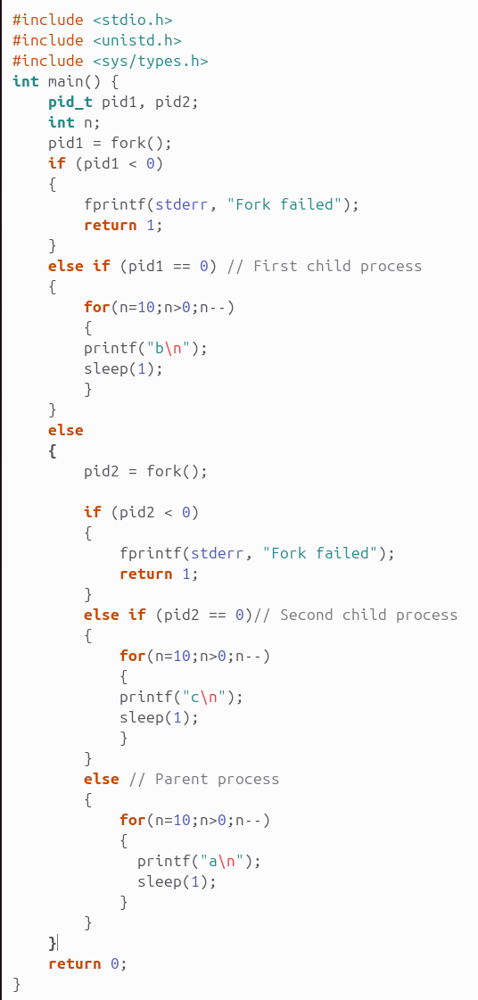 #include <stdio.h>
#include <unistd.h>
#include <sys/types.h>
int main() {
    pid_t pid1, pid2;
    int n;
    pid1 = fork();
    if (pid1 < 0)
    {
        fprintf(stderr, "Fork failed");
        return 1;
    }
    else if (pid1 == 0) // First child process
    {
        for(n=10;n>0;n--)
        {
        printf("b\n");
        sleep(1);
        }
    }
    else
    {
        pid2 = fork();

        if (pid2 < 0)
        {
            fprintf(stderr, "Fork failed");
            return 1;
        }
        else if (pid2 == 0)// Second child process
        {
            for(n=10;n>0;n--)
            {
            printf("c\n");
            sleep(1);
            }
        }
        else // Parent process
        {
            for(n=10;n>0;n--)
            {
              printf("a\n");
              sleep(1);
            }
        }
    }
    return 0;
}